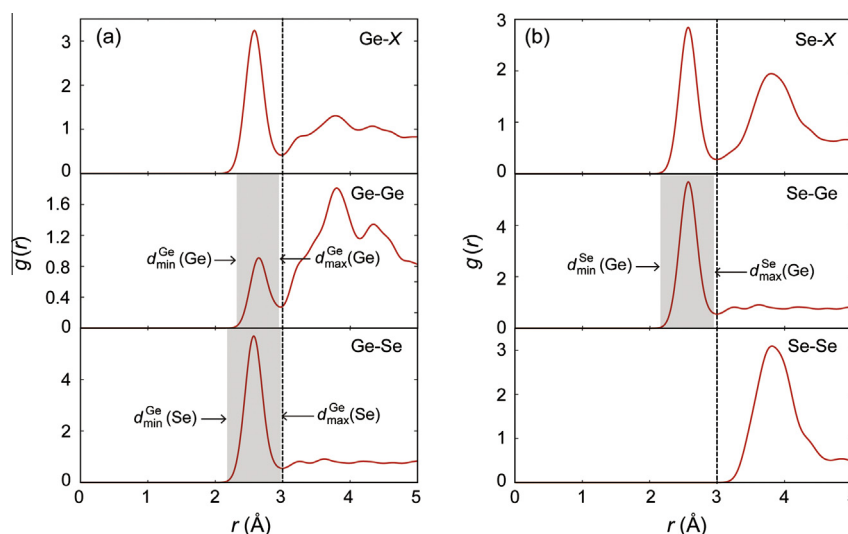 (a) Ge-X
3
2
1
0
Ge-Ge
1.6
1.2
0.8
0.4
0
d_min^Ge(Ge)
d_max^Ge(Ge)
g(r)
Ge-Se
4
2
0
d_min^Ge(Se)
d_max^Ge(Se)
0 1 2 3 4 5
r (Å)
(b) Se-X
3
2
1
0
Se-Ge
4
2
0
d_min^Se(Ge)
d_max^Se(Ge)
Se-Se
3
2
1
0
0 1 2 3 4 5
r (Å)